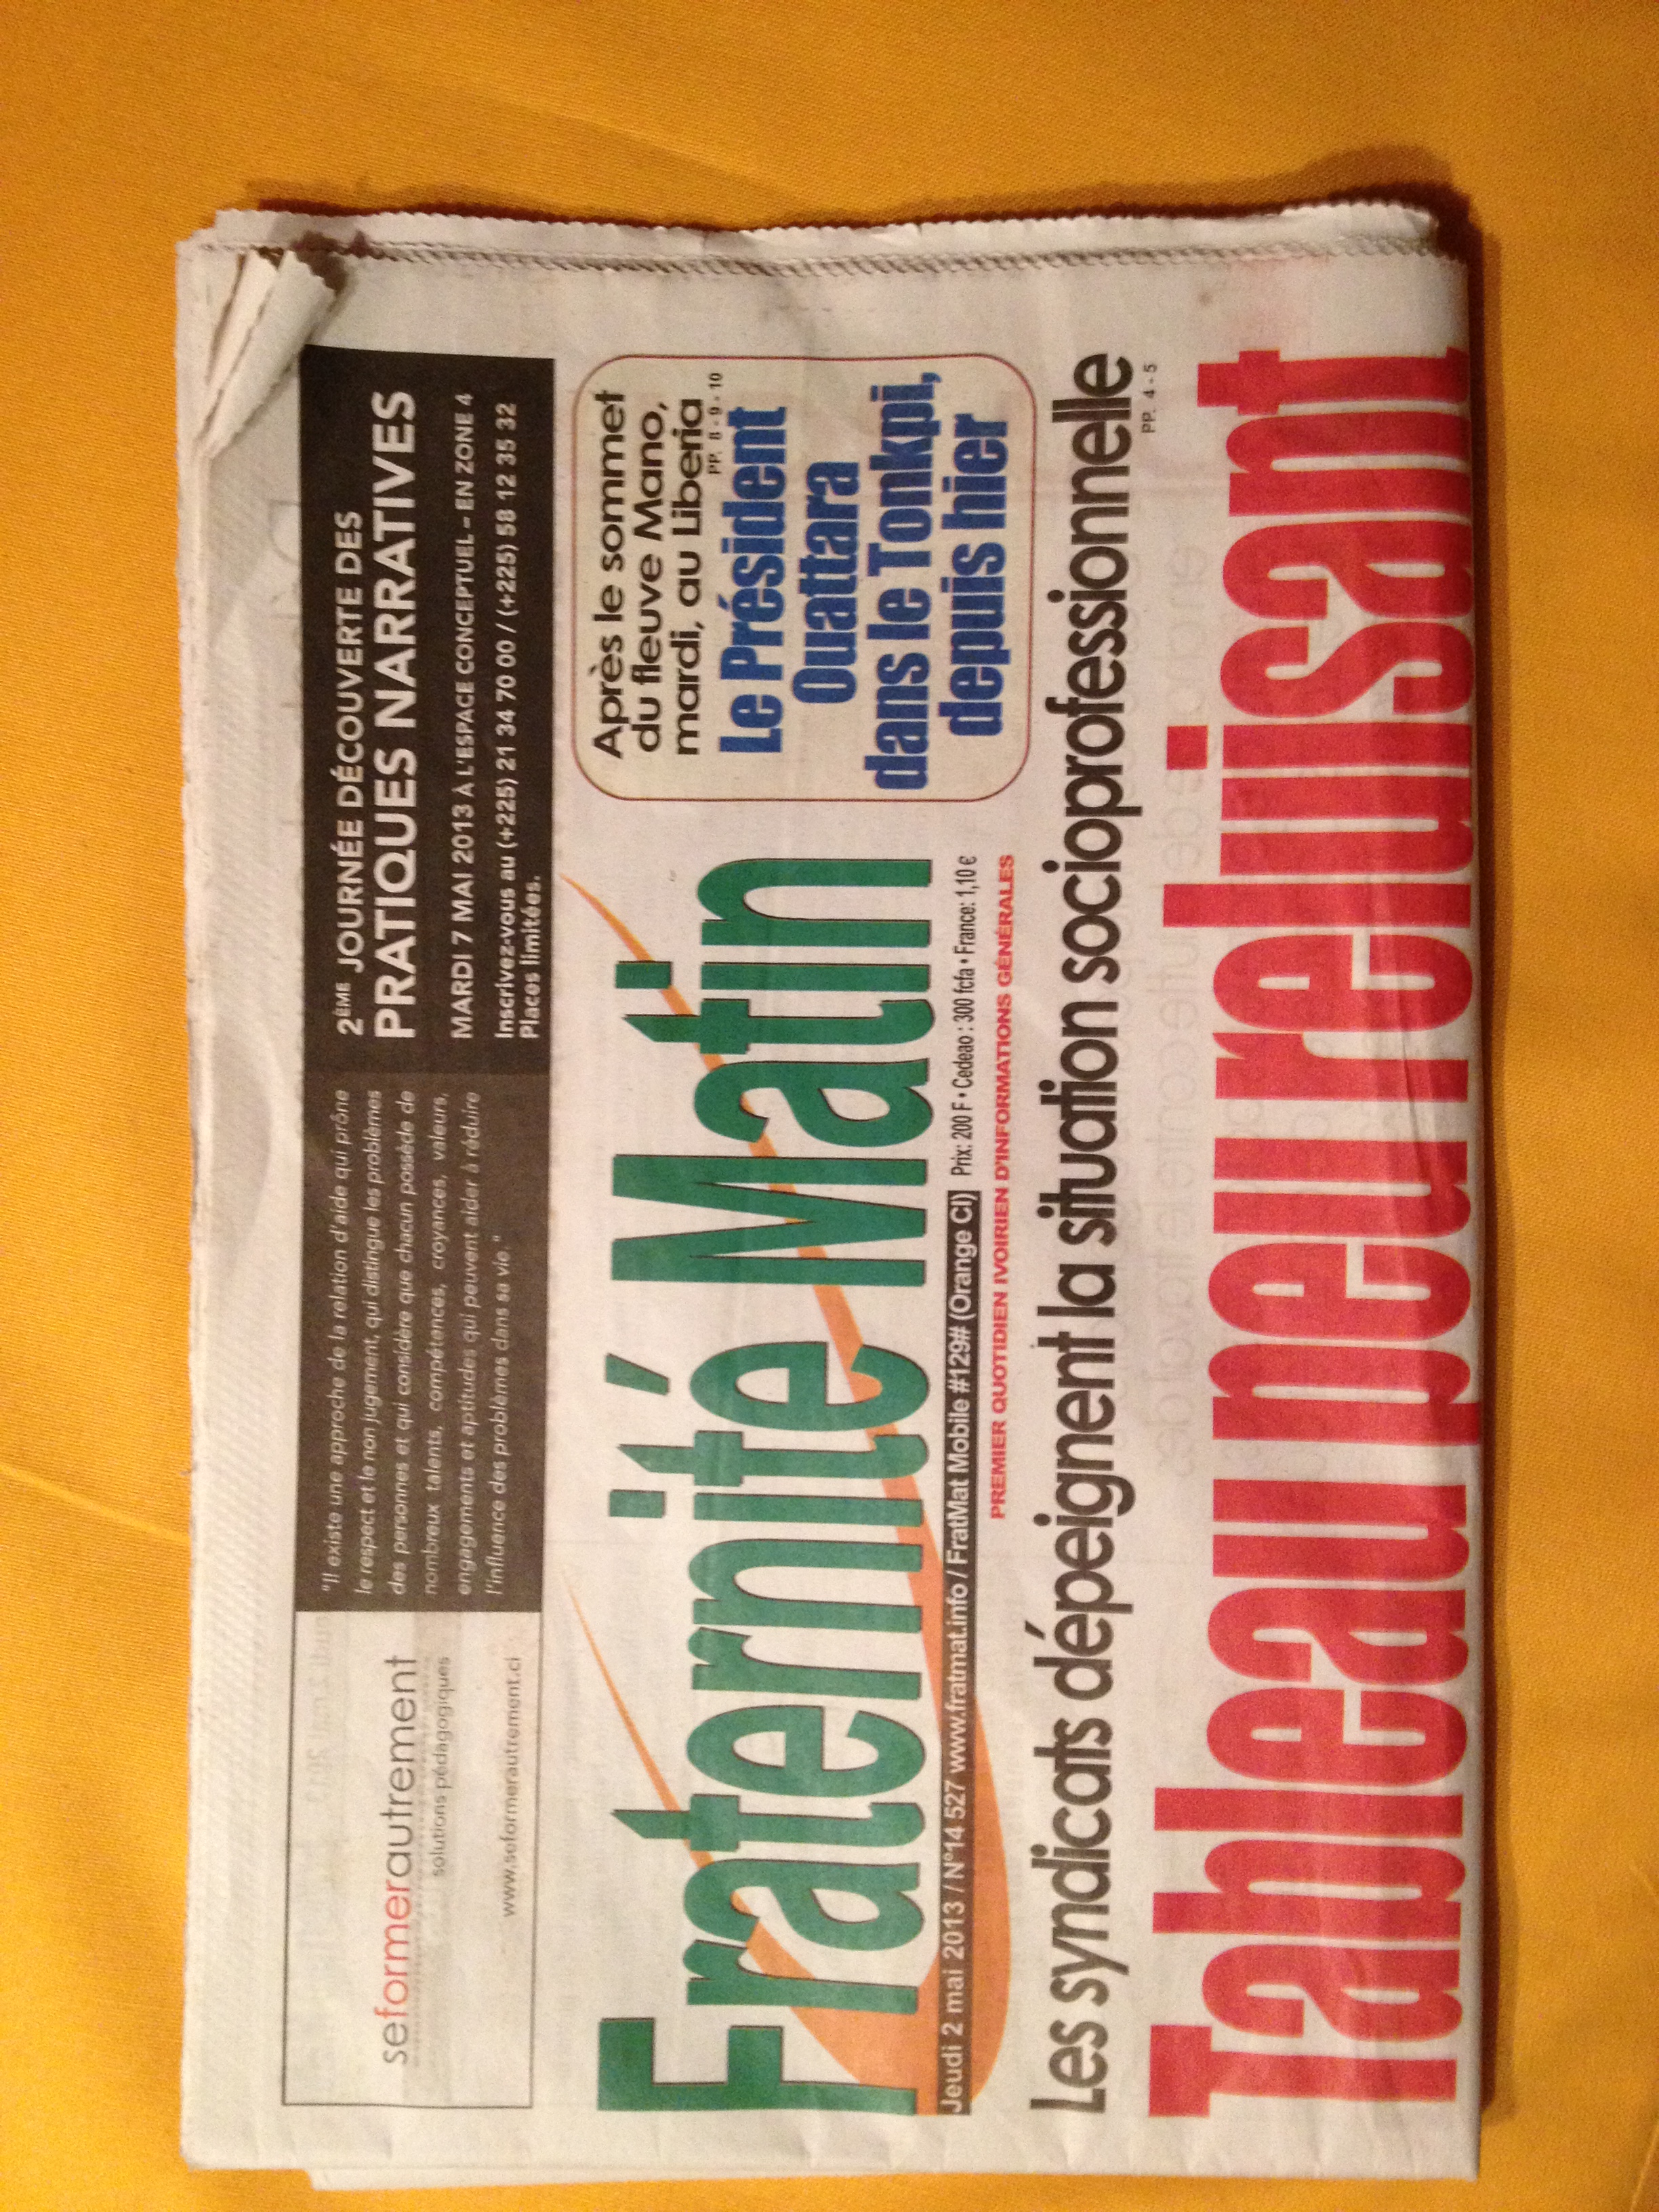 seformerautrement
solutions pédagogiques
www.seformerautrement.ci
"Il existe une approche de la relation d'aide qui prône
le respect et le non jugement, qui distingue les problèmes
des personnes et qui considère que chacun possède de
nombreux talents, compétences, croyances, valeurs,
engagements et aptitudes qui peuvent aider à réduire
l'influence des problèmes dans sa vie."
2ÈME JOURNÉE DÉCOUVERTE DES
PRATIQUES NARRATIVES
MARDI 7 MAI 2013 À L'ESPACE CONCEPTUEL – EN ZONE 4
Inscrivez-vous au (+225) 21 34 70 00 / (+225) 58 12 35 32
Places limitées.
Fraternité Matin
Jeudi 2 mai 2013 / N°14 527 www.fratmat.info / FratMat Mobile #129# (Orange CI) Prix: 200 F • Cedeao : 300 fcfa • France: 1,10 €
PREMIER QUOTIDIEN IVOIRIEN D'INFORMATIONS GÉNÉRALES
Après le sommet
du fleuve Mano,
mardi, au Liberia
PP. 8 - 9 - 10
Le Président
Ouattara
dans le Tonkpi,
depuis hier
Les syndicats dépeignent la situation socioprofessionnelle
PP. 4 - 5
Tableau peu reluisant